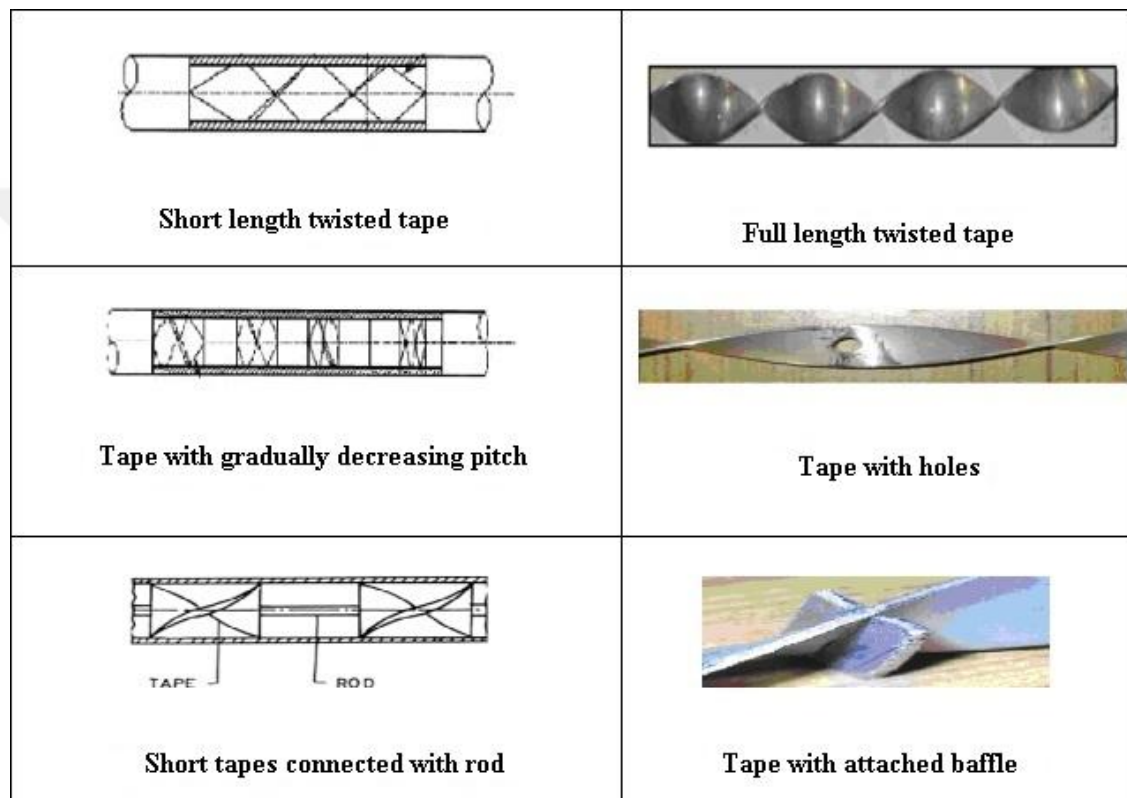 Short length twisted tape
Full length twisted tape
Tape with gradually decreasing pitch
Tape with holes
TAPE
ROD
Short tapes connected with rod
Tape with attached baffle